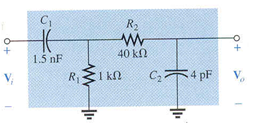 C₁
R₂
+
1.5 nF
40 kΩ
+
Vᵢ
R₁
1 kΩ
C₂
4 pF
Vₒ
−
−